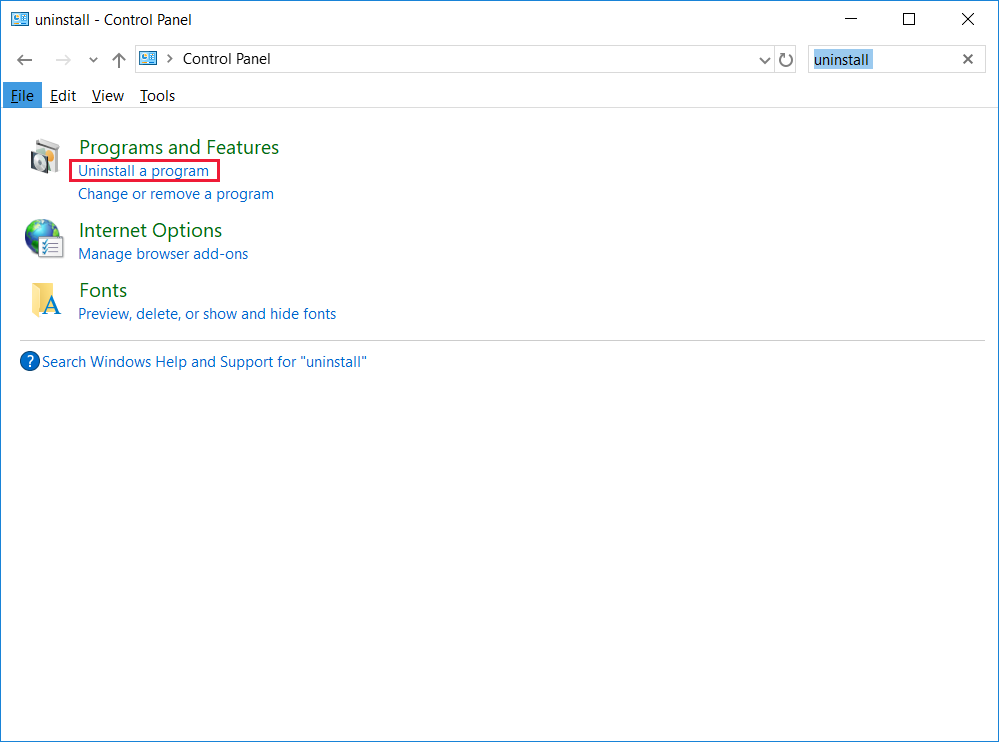 uninstall - Control Panel
Control Panel
uninstall
File Edit View Tools
Programs and Features
Uninstall a program
Change or remove a program
Internet Options
Manage browser add-ons
A
Fonts
Preview, delete, or show and hide fonts
? Search Windows Help and Support for "uninstall"